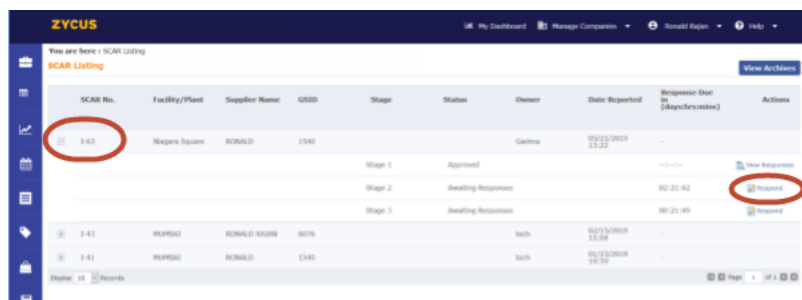 ZYCUS
My Dashboard Manage Companies Ronald Rajan Help
You are here : SCAR Listing
SCAR Listing
View Archives
SCAR No. Facility/Plant Supplier Name GSID Stage Status Owner Date Reported Response Due in (days:hrs:mins) Actions
1-63 Niagara Square RONALD 1540 Garima 05/21/2019 13:22 -
Stage 1 Approved --:--:-- View Responses
Stage 2 Awaiting Responses 02:21:42 Respond
Stage 3 Awaiting Responses 00:21:49 Respond
1-43 MUMBAI RONALD RAJAN 6076 tech 02/15/2019 15:04 -
1-41 MUMBAI RONALD 1540 tech 01/23/2019 -
Display 10 Records Page 1 of 1